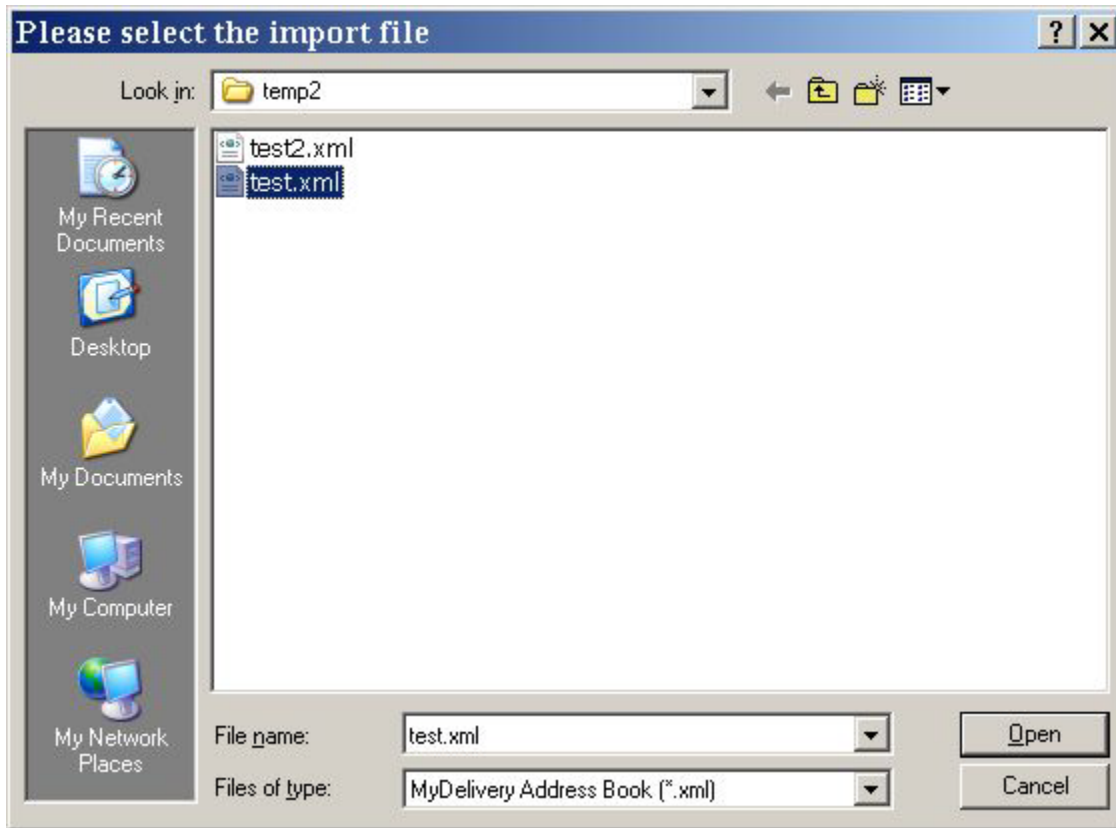 Please select the import file
Look in: temp2
test2.xml
test.xml
My Recent
Documents
Desktop
My Documents
My Computer
My Network
Places
File name: test.xml Open
Files of type: MyDelivery Address Book (*.xml) Cancel